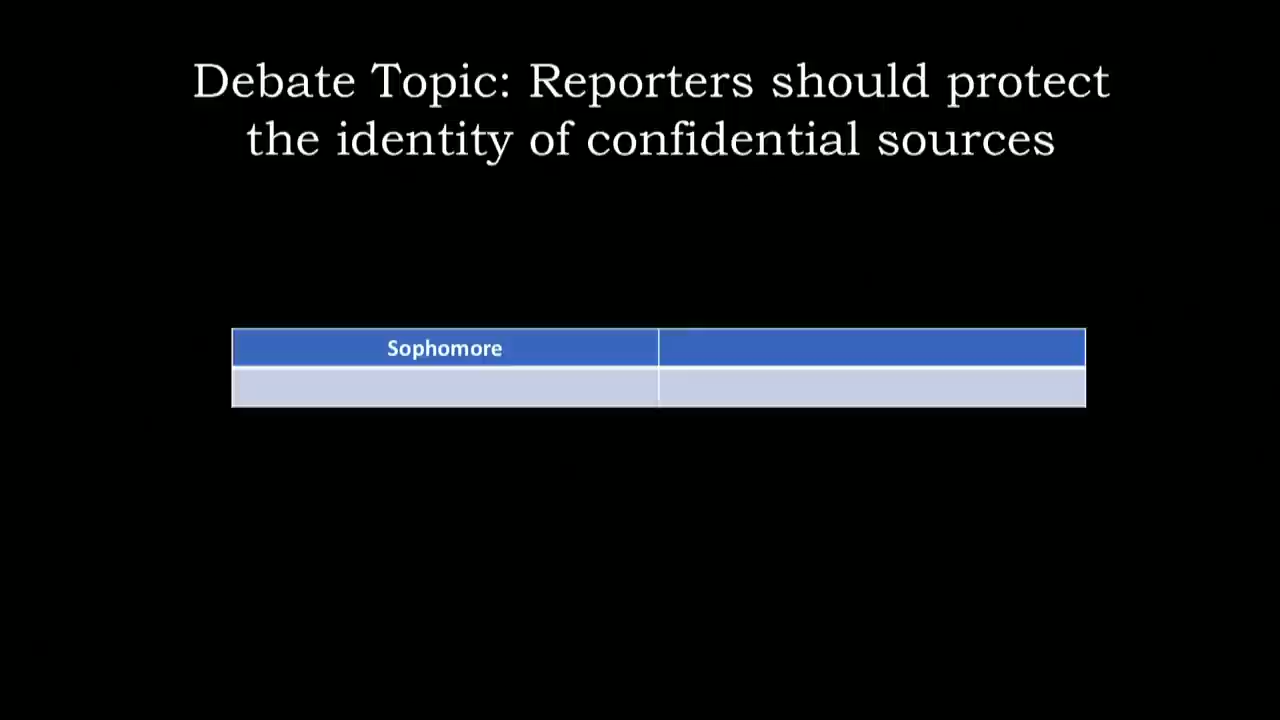 Debate Topic: Reporters should protect
the identity of confidential sources
Sophomore